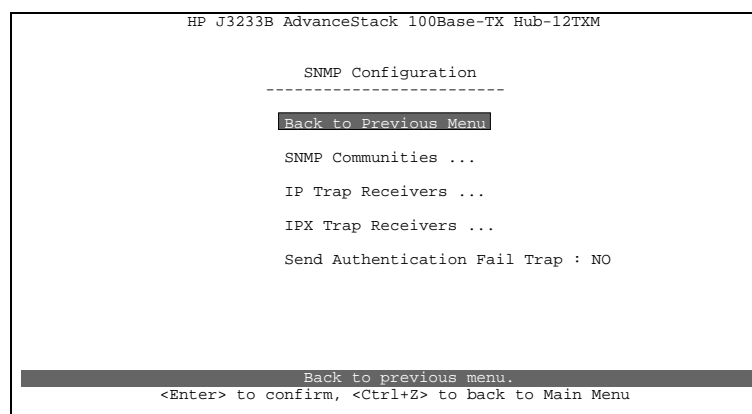 HP J3233B AdvanceStack 100Base-TX Hub-12TXM
SNMP Configuration
-------------------------
Back to Previous Menu
SNMP Communities ...
IP Trap Receivers ...
IPX Trap Receivers ...
Send Authentication Fail Trap : NO
Back to previous menu.
<Enter> to confirm, <Ctrl+Z> to back to Main Menu